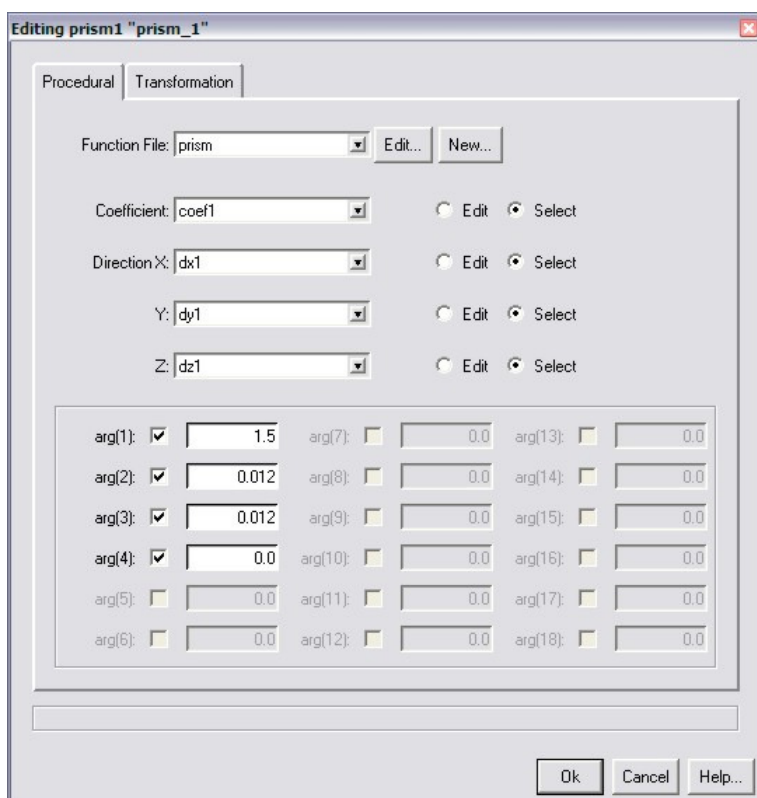 Editing prism1 "prism_1"
Procedural Transformation
Function File: prism Edit... New...
Coefficient: coef1 Edit Select
Direction X: dx1 Edit Select
Y: dy1 Edit Select
Z: dz1 Edit Select
arg(1): 1.5 arg(7): 0.0 arg(13): 0.0
arg(2): 0.012 arg(8): 0.0 arg(14): 0.0
arg(3): 0.012 arg(9): 0.0 arg(15): 0.0
arg(4): 0.0 arg(10): 0.0 arg(16): 0.0
arg(5): 0.0 arg(11): 0.0 arg(17): 0.0
arg(6): 0.0 arg(12): 0.0 arg(18): 0.0
Ok Cancel Help...